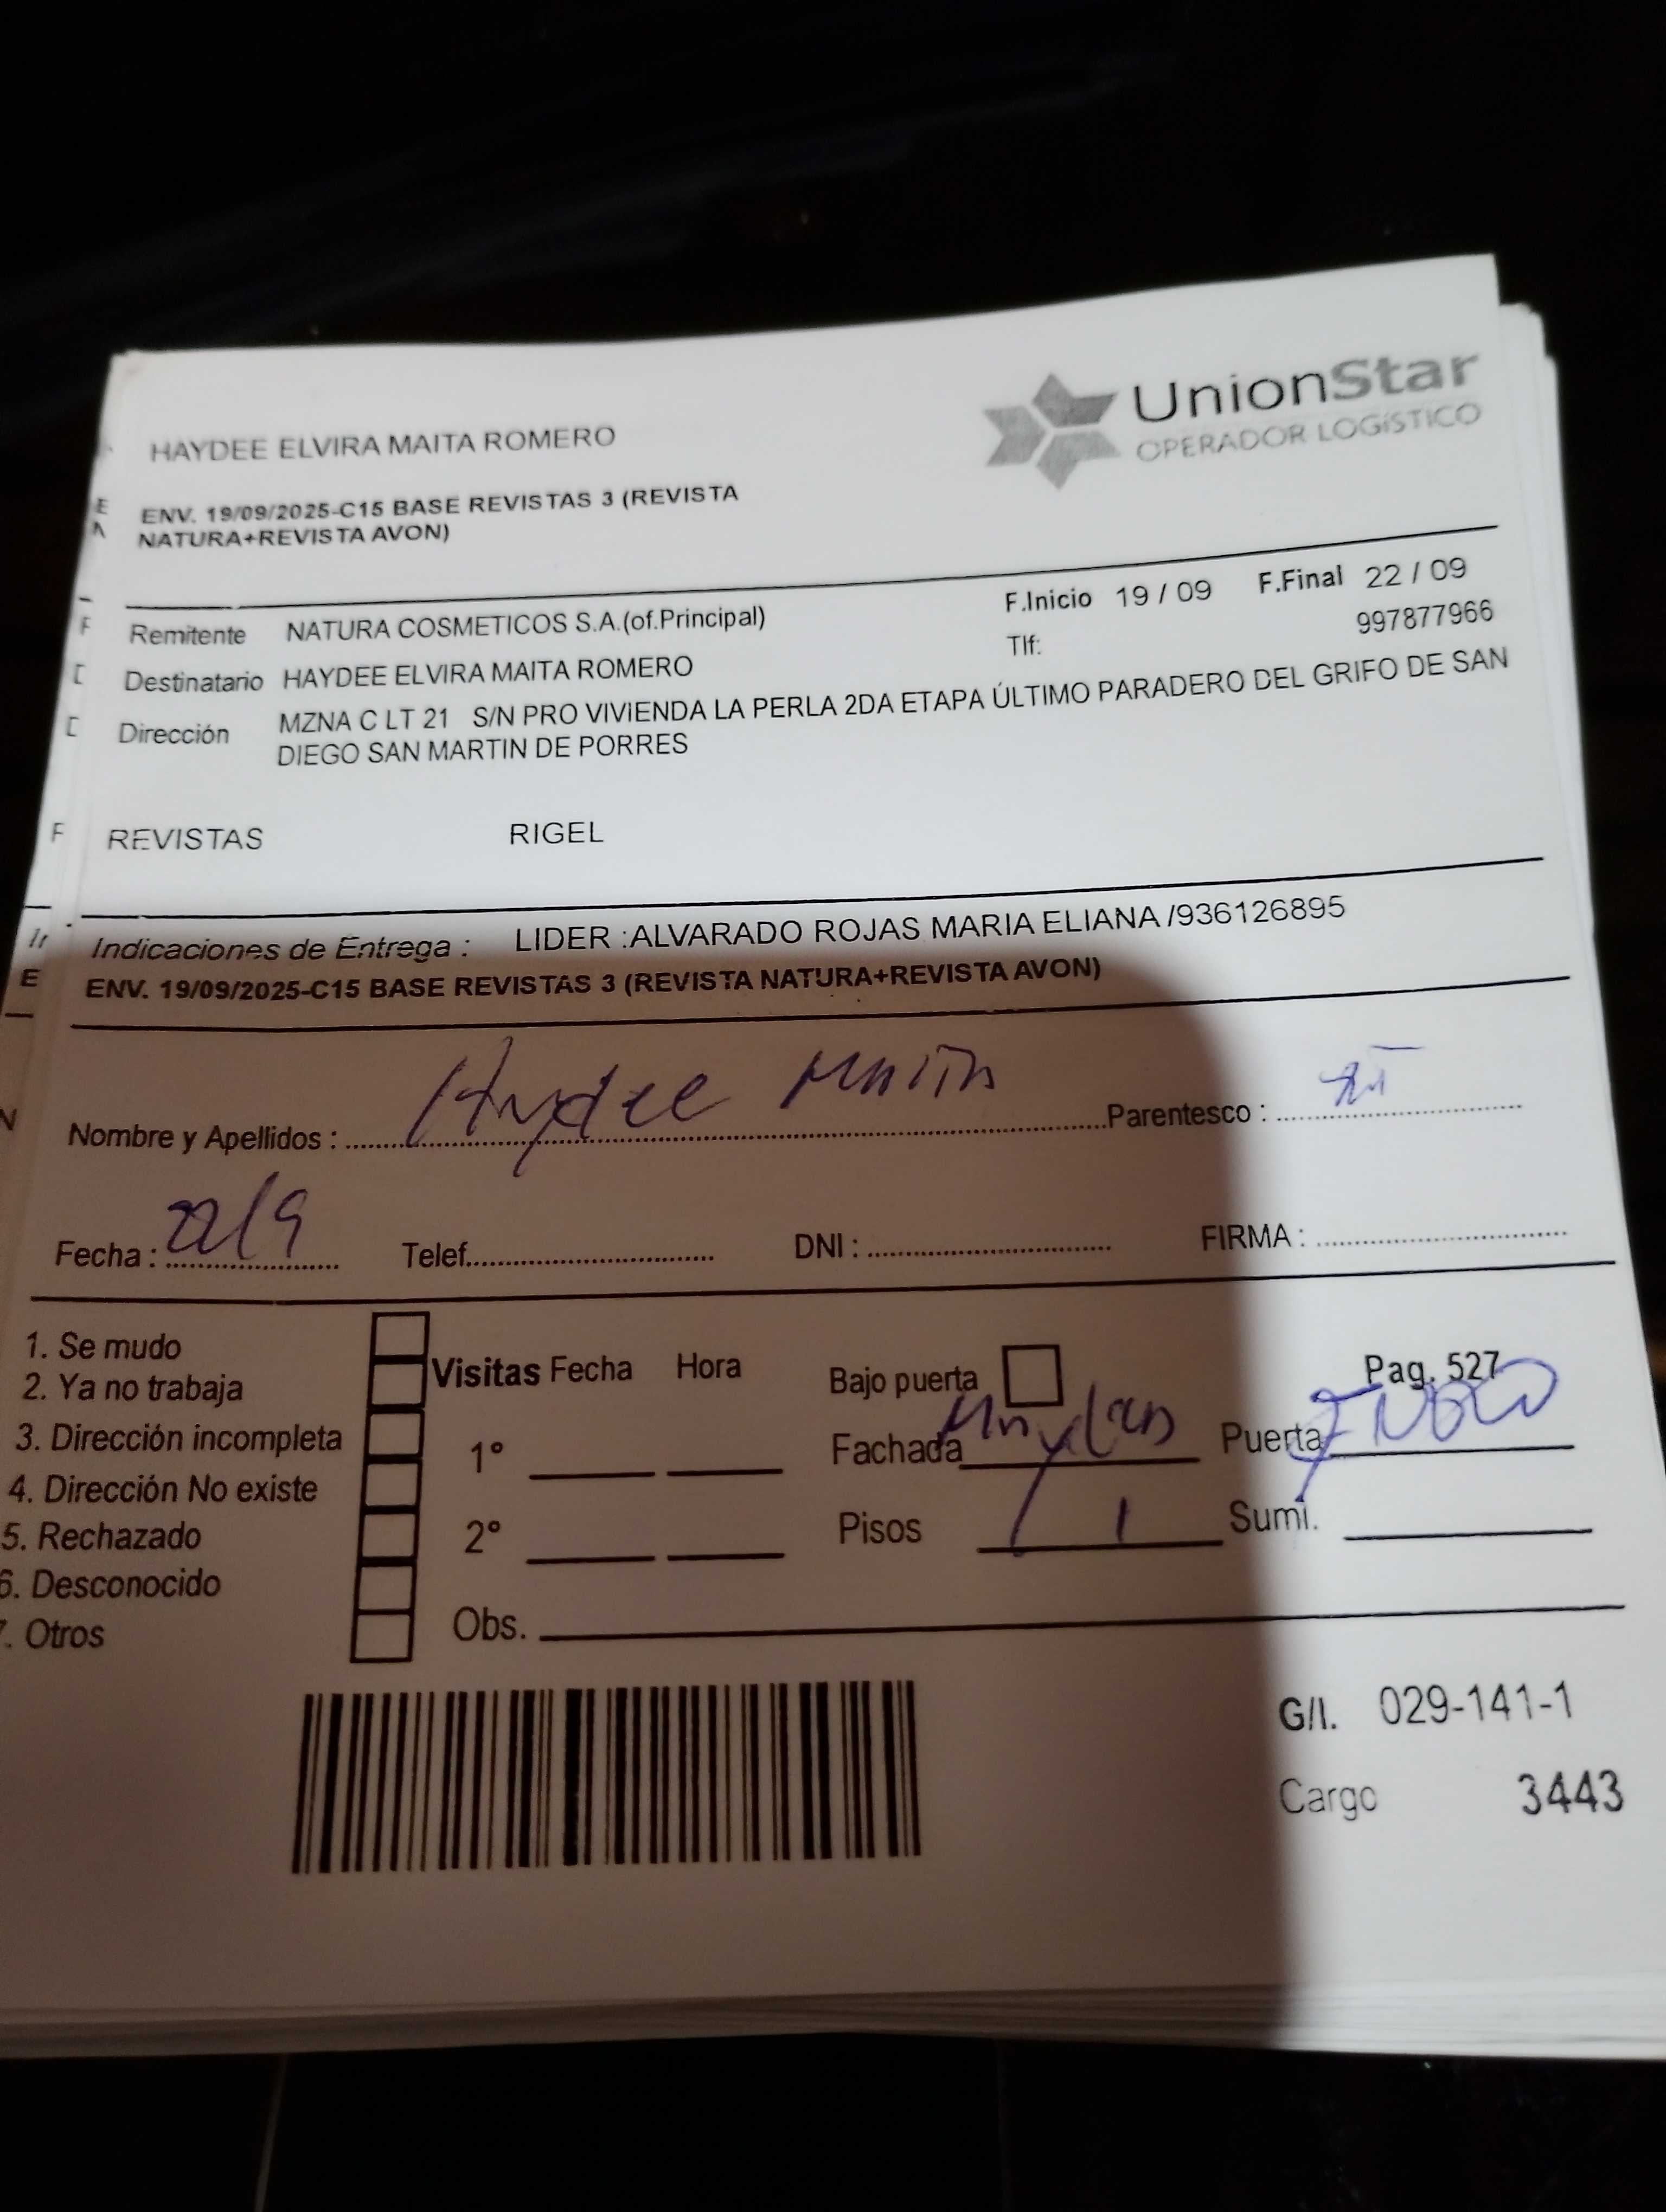 UnionStar
OPERADOR LOGÍSTICO
HAYDEE ELVIRA MAITA ROMERO
ENV. 19/09/2025-C15 BASE REVISTAS 3 (REVISTA
NATURA+REVISTA AVON)
Remitente NATURA COSMETICOS S.A.(of.Principal) F.Inicio 19 / 09 F.Final 22 / 09
Destinatario HAYDEE ELVIRA MAITA ROMERO Tlf: 997877966
Dirección MZNA C LT 21 S/N PRO VIVIENDA LA PERLA 2DA ETAPA ÚLTIMO PARADERO DEL GRIFO DE SAN
DIEGO SAN MARTIN DE PORRES
REVISTAS RIGEL
Indicaciones de Entrega : LIDER :ALVARADO ROJAS MARIA ELIANA /936126895
ENV. 19/09/2025-C15 BASE REVISTAS 3 (REVISTA NATURA+REVISTA AVON)
Nombre y Apellidos : Haydee Maita Parentesco :
Fecha : 22/9 Telef. DNI : FIRMA :
1. Se mudo
2. Ya no trabaja
3. Dirección incompleta
4. Dirección No existe
5. Rechazado
6. Desconocido
7. Otros
Visitas Fecha Hora
1°
2°
Obs.
Bajo puerta Pag. 527
Fachada Puerta
Pisos 1 Sumi.
G/I. 029-141-1
Cargo 3443